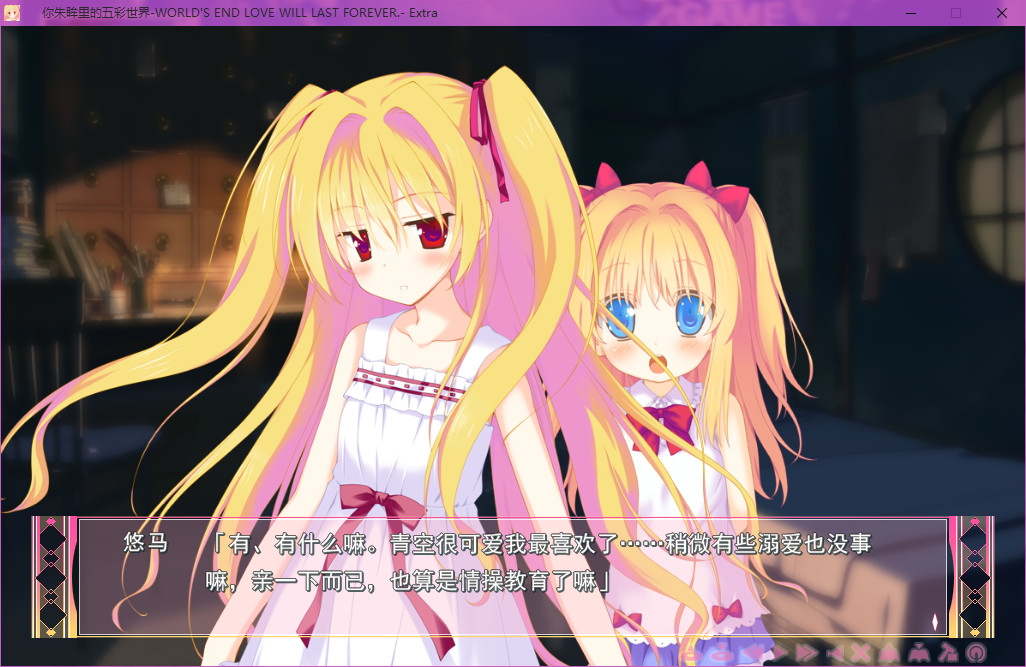 你朱眸里的五彩世界-WORLD'S END LOVE WILL LAST FOREVER.- Extra
悠马 「有、有什么嘛。青空很可爱我最喜欢了……稍微有些溺爱也没事
嘛，亲一下而已，也算是情操教育了嘛」